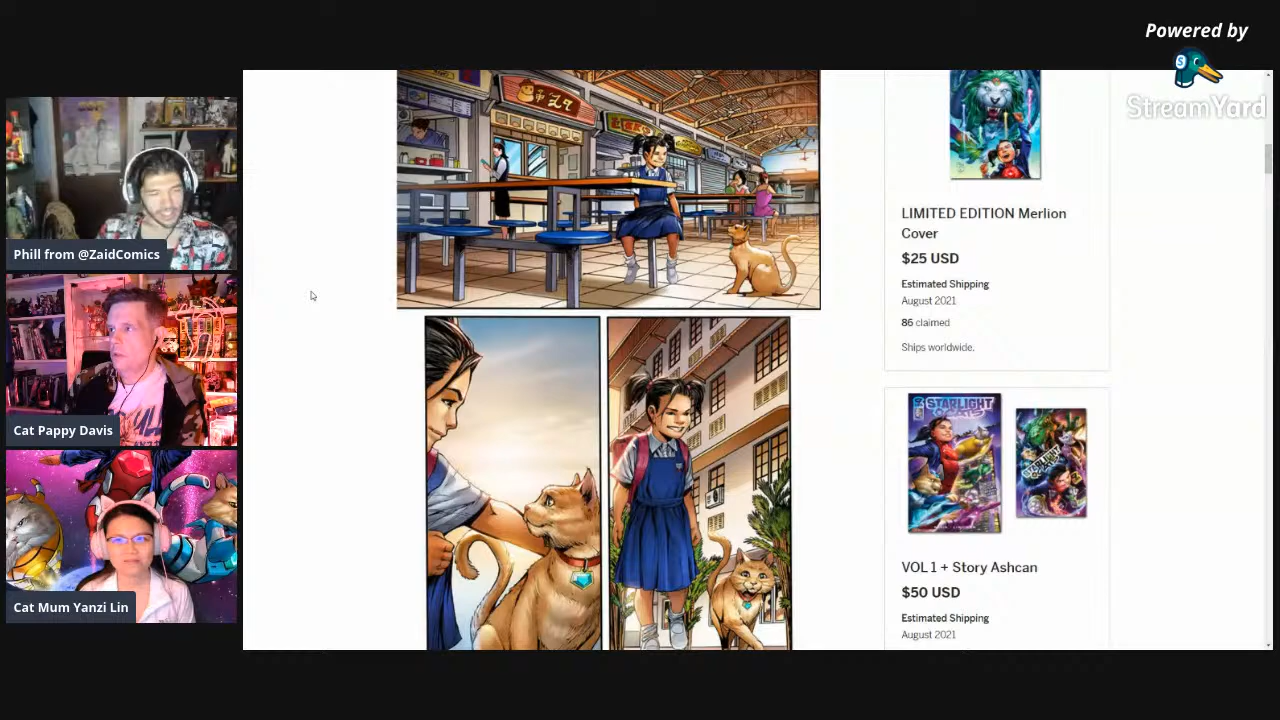 Powered by
StreamYard
Phill from @ZaidComics
Cat Pappy Davis
Cat Mum Yanzi Lin
LIMITED EDITION Merlion
Cover
$25 USD
Estimated Shipping
August 2021
86 claimed
Ships worldwide.
STARLIGHT
CATS
VOL 1 + Story Ashcan
$50 USD
Estimated Shipping
August 2021